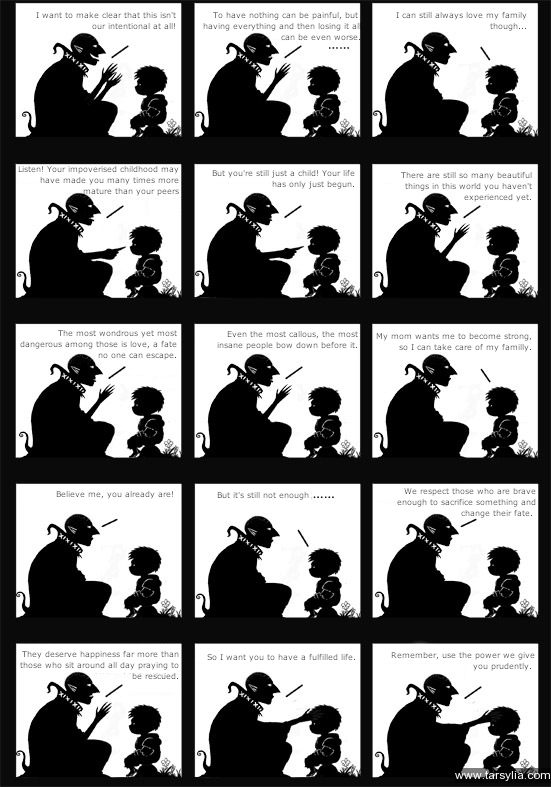 I want to make clear that this isn't
our intentional at all!
To have nothing can be painful, but
having everything and then losing it all
can be even worse.
......
I can still always love my family
though...
Listen! Your impoverised childhood may
have made you many times more
mature than your peers
But you're still just a child! Your life
has only just begun.
There are still so many beautiful
things in this world you haven't
experienced yet.
The most wondrous yet most
dangerous among those is love, a fate
no one can escape.
Even the most callous, the most
insane people bow down before it.
My mom wants me to become strong,
so I can take care of my familly.
Believe me, you already are!
But it's still not enough ......
We respect those who are brave
enough to sacrifice something and
change their fate.
They deserve happiness far more than
those who sit around all day praying to
be rescued.
So I want you to have a fulfilled life.
Remember, use the power we give
you prudently.
www.tarsylia.com